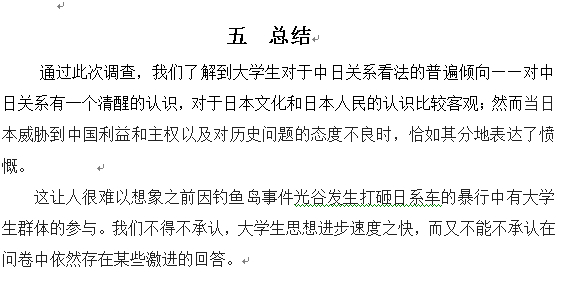 五 总结
通过此次调查，我们了解到大学生对于中日关系看法的普遍倾向——对中
日关系有一个清醒的认识，对于日本文化和日本人民的认识比较客观；然而当日
本威胁到中国利益和主权以及对历史问题的态度不良时，恰如其分地表达了愤
慨。
这让人很难以想象之前因钓鱼岛事件光谷发生打砸日系车的暴行中有大学
生群体的参与。我们不得不承认，大学生思想进步速度之快，而又不能不承认在
问卷中依然存在某些激进的回答。